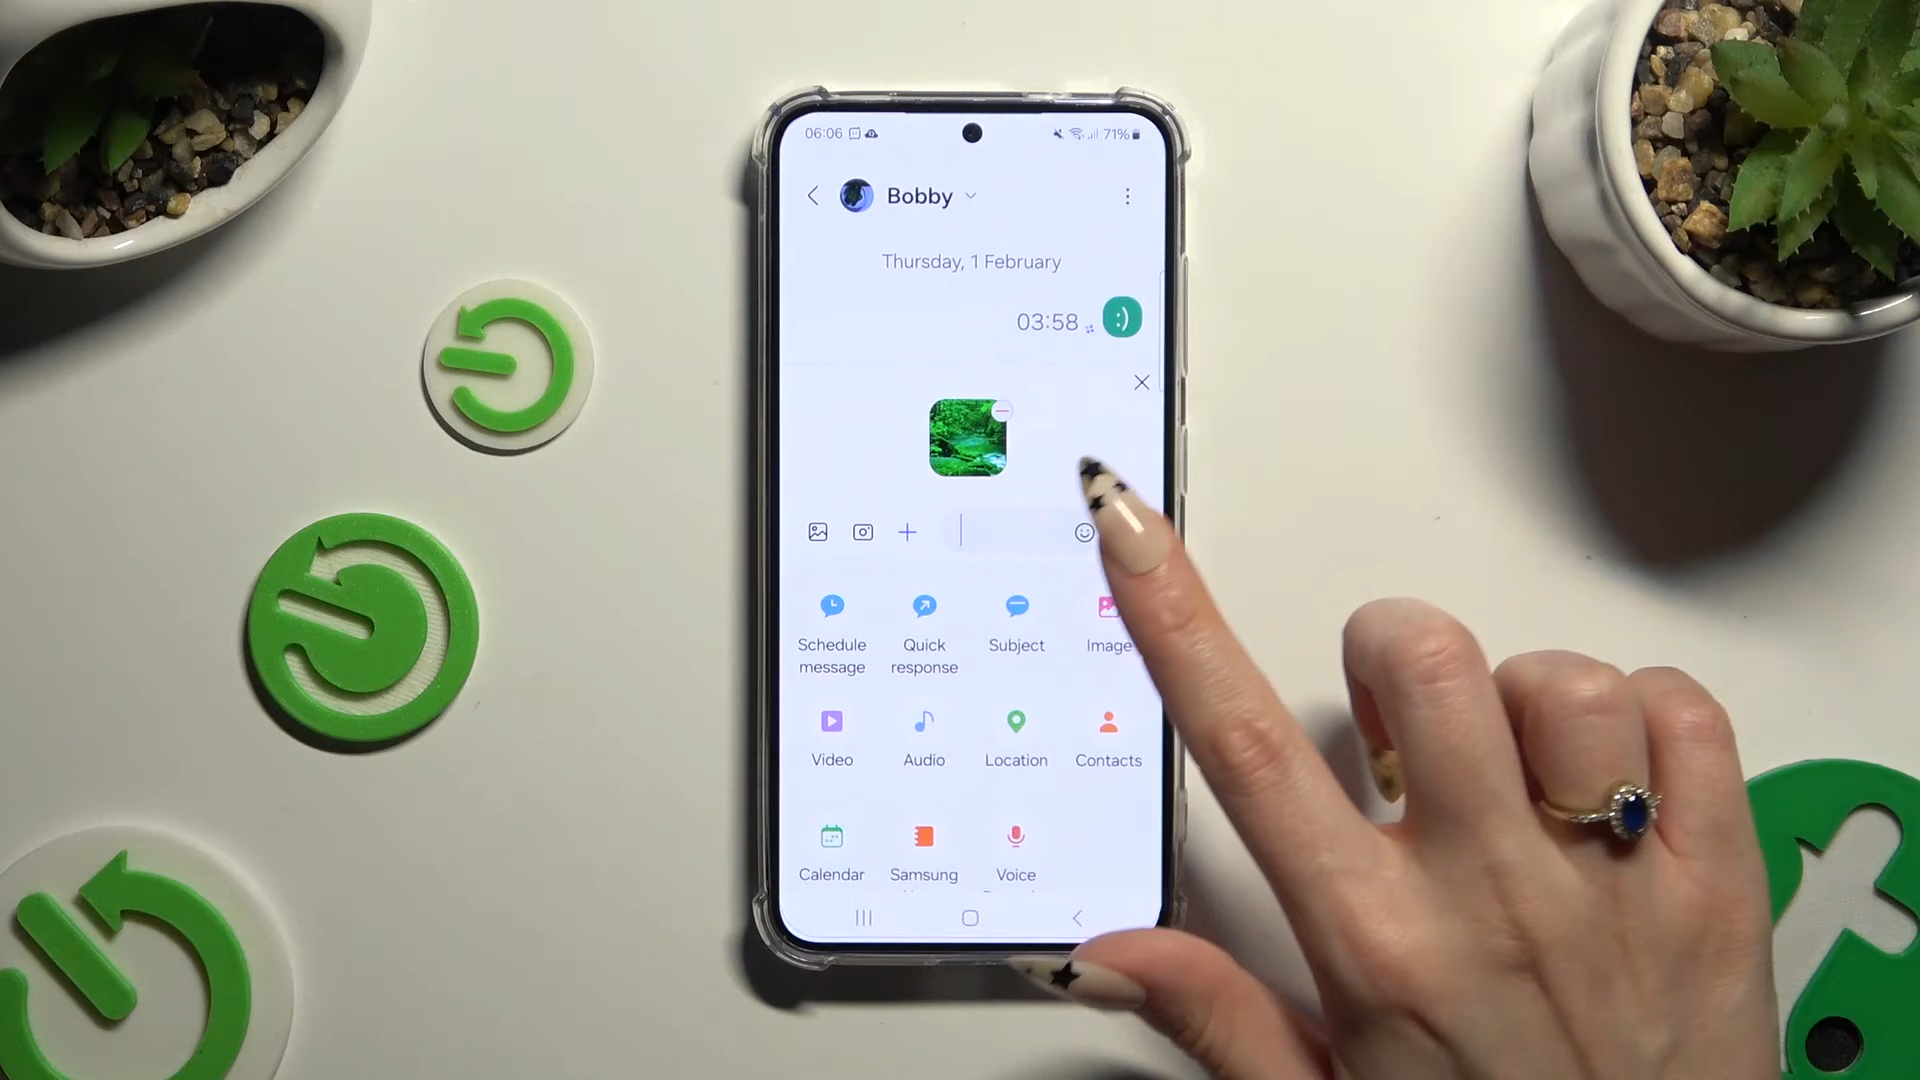 06:06 71%
Bobby
Thursday, 1 February
03:58 :)
Schedule message
Quick response
Subject
Image
Video
Audio
Location
Contacts
Calendar
Samsung
Voice